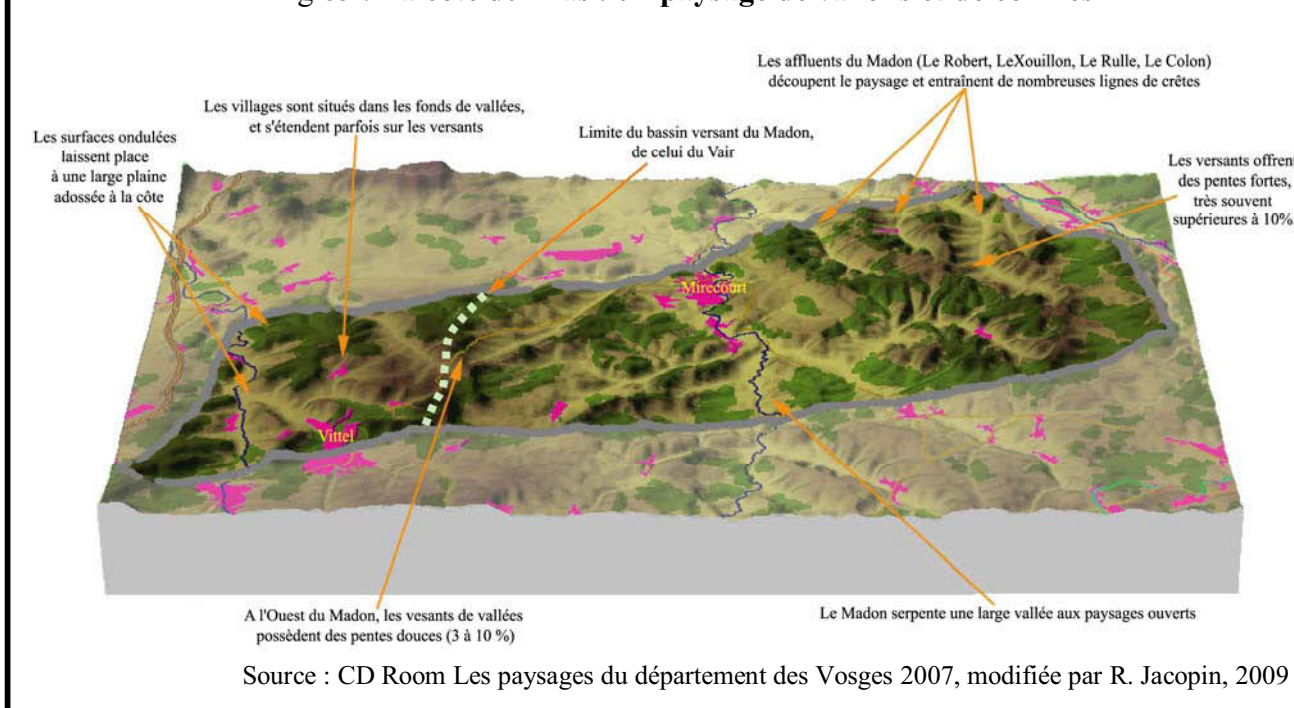 paysage de
Les affluents du Madon (Le Robert, LeXouillon, Le Rulle, Le Colon)
découpent le paysage et entraînent de nombreuses lignes de crêtes
Les villages sont situés dans les fonds de vallées,
et s'étendent parfois sur les versants
Limite du bassin versant du Madon,
de celui du Vair
Les surfaces ondulées
laissent place
à une large plaine
adossée à la côte
Les versants offrent
des pentes fortes,
très souvent
supérieures à 10%
Mirecourt
Vittel
A l'Ouest du Madon, les vesants de vallées
possèdent des pentes douces (3 à 10 %)
Le Madon serpente une large vallée aux paysages ouverts
Source : CD Room Les paysages du département des Vosges 2007, modifiée par R. Jacopin, 2009